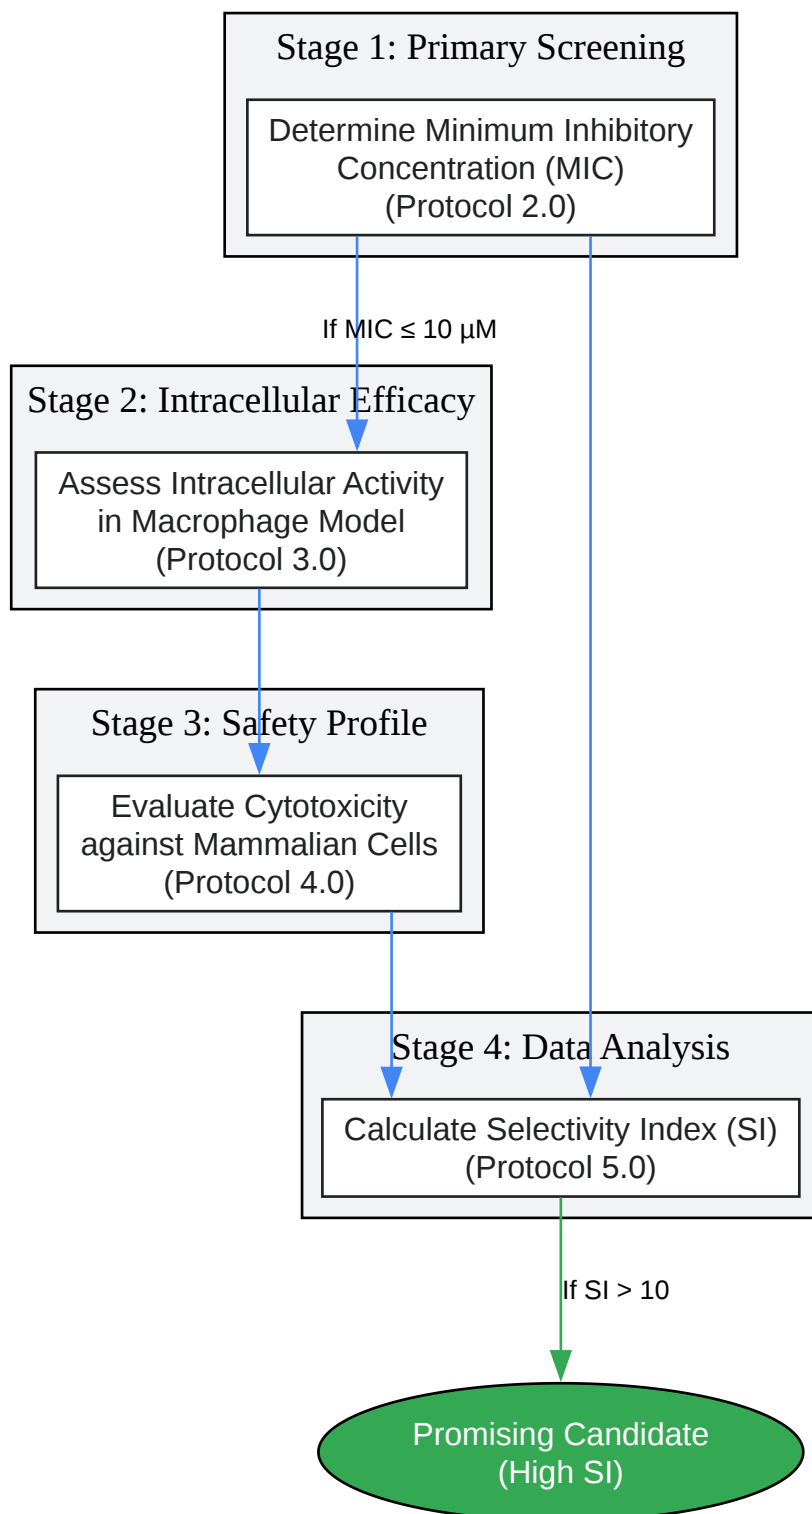 Stage 1: Primary Screening
Determine Minimum Inhibitory
Concentration (MIC)
(Protocol 2.0)
If MIC ≤ 10 µM
Stage 2: Intracellular Efficacy
Assess Intracellular Activity
in Macrophage Model
(Protocol 3.0)
Stage 3: Safety Profile
Evaluate Cytotoxicity
against Mammalian Cells
(Protocol 4.0)
Stage 4: Data Analysis
Calculate Selectivity Index (SI)
(Protocol 5.0)
If SI > 10
Promising Candidate
(High SI)